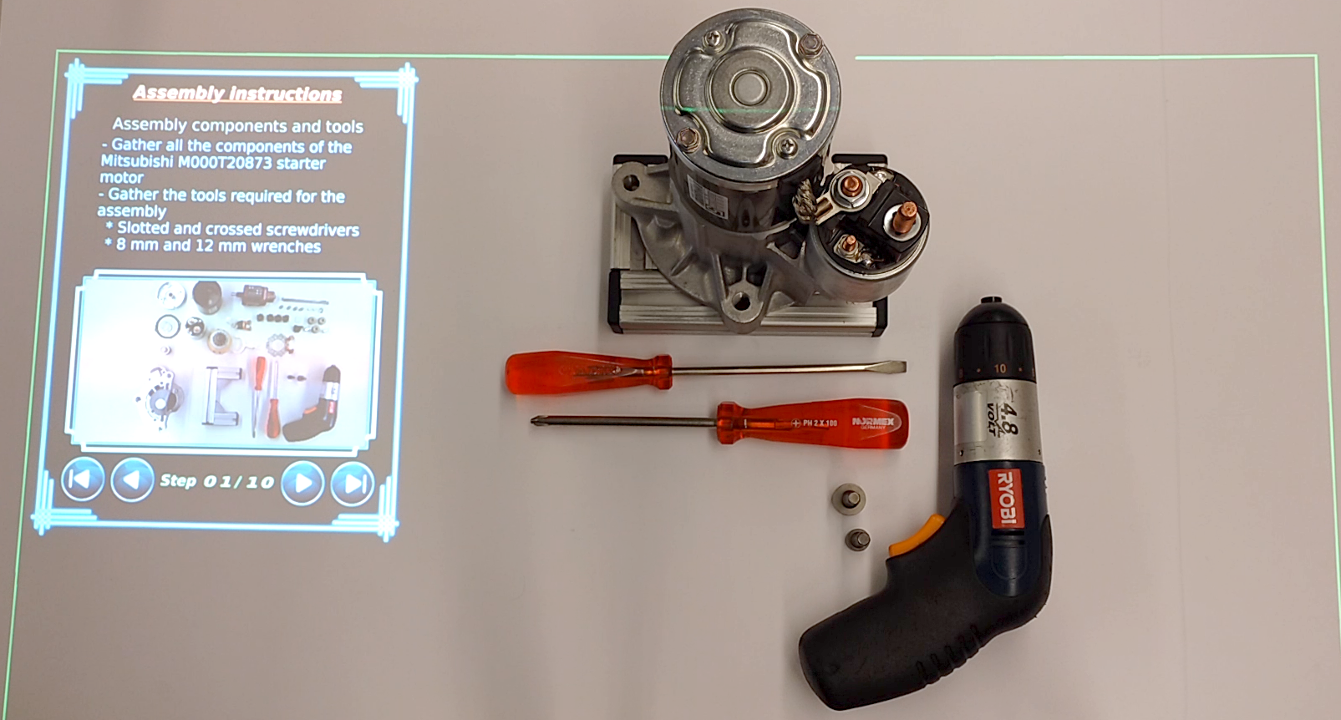 Assembly instructions
Assembly components and tools
- Gather all the components of the
Mitsubishi M000T20873 starter
motor
- Gather the tools required for the
assembly
* Slotted and crossed screwdrivers
* 8 mm and 12 mm wrenches
Step 01/10
10
4.8
VOLT
RYOBI
PH 2 X 100
NORMEX
GERMANY